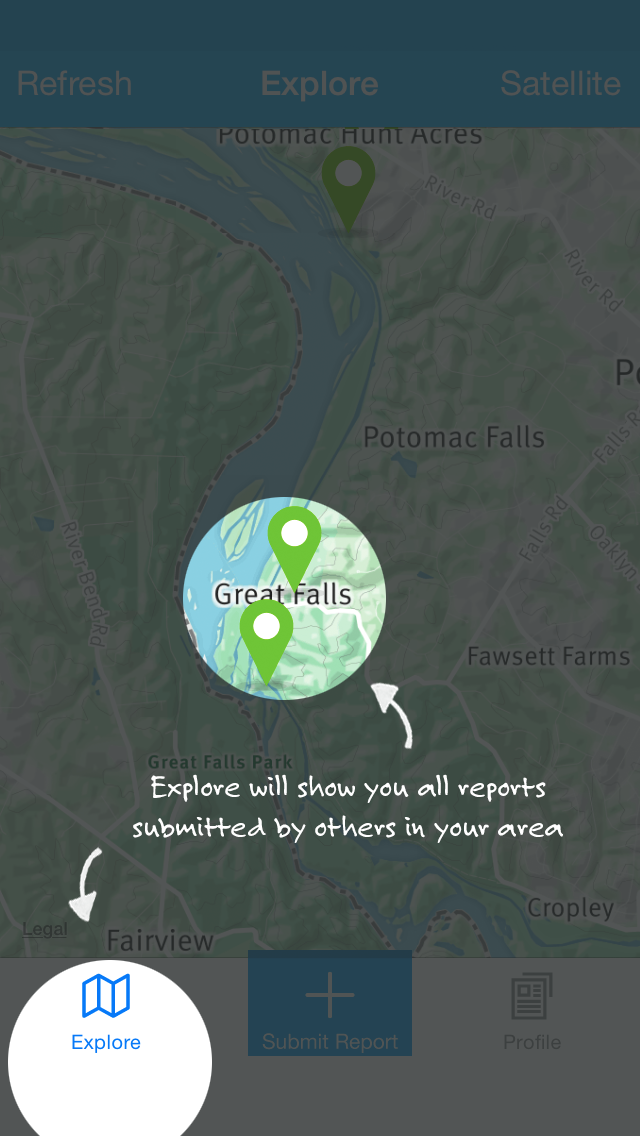 Refresh Explore Satellite
Potomac Hunt Acres
River Rd
River Rd
Potomac Falls
Falls R
Falls Rd
River Bend Rd
Oaklyn
Great Falls
Fawsett Farms
Great Falls Park
Explore will show you all reports
submitted by others in your area
Cropley
Legal
Fairview
Explore Submit Report Profile